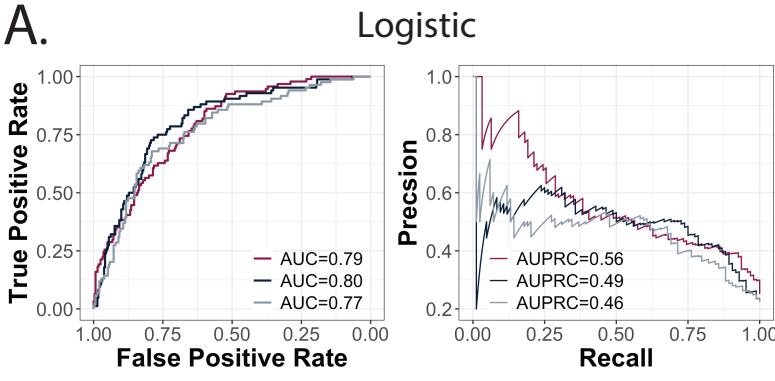 A.
Logistic
True Positive Rate
1.00
0.75
0.50
0.25
0.00
AUC=0.79
AUC=0.80
AUC=0.77
1.00 0.75 0.50 0.25 0.00
False Positive Rate
Precsion
1.0
0.8
0.6
0.4
0.2
AUPRC=0.56
AUPRC=0.49
AUPRC=0.46
0.00 0.25 0.50 0.75 1.00
Recall